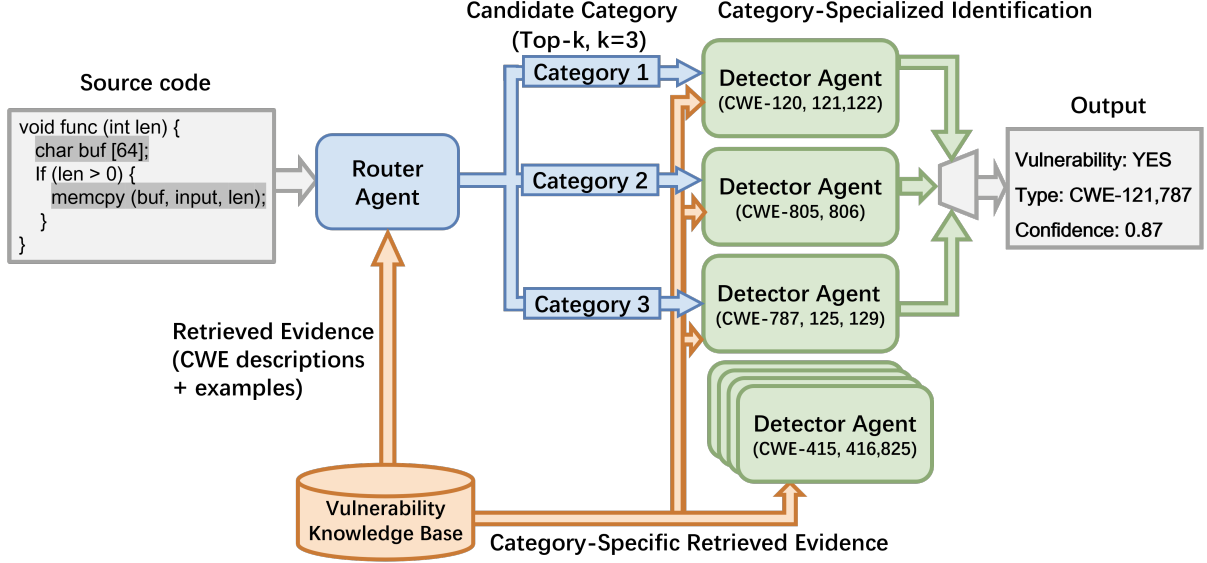 Source code
void func (int len) {
char buf [64];
If (len > 0) {
memcpy (buf, input, len);
}
}
Router
Agent
Candidate Category
(Top-k, k=3)
Category 1
Category 2
Category 3
Category-Specialized Identification
Detector Agent
(CWE-120, 121,122)
Detector Agent
(CWE-805, 806)
Detector Agent
(CWE-787, 125, 129)
Detector Agent
(CWE-415, 416,825)
Output
Vulnerability: YES
Type: CWE-121,787
Confidence: 0.87
Retrieved Evidence
(CWE descriptions
+ examples)
Vulnerability
Knowledge Base
Category-Specific Retrieved Evidence